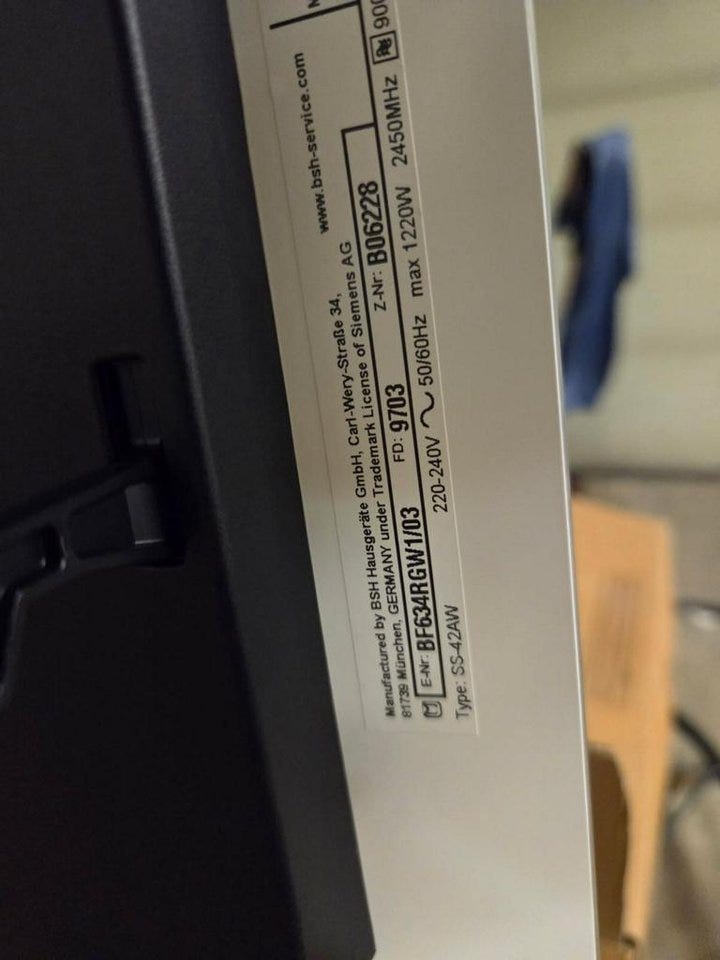 www.bsh-service.com
Manufactured by BSH Hausgeräte GmbH, Carl-Wery-Straße 34,
81739 München, GERMANY under Trademark License of Siemens AG
E-Nr: BF634RGW1/03 FD: 9703 Z-Nr: B06228
Type: SS-42AW 220-240V ~ 50/60Hz max 1220W 2450MHz